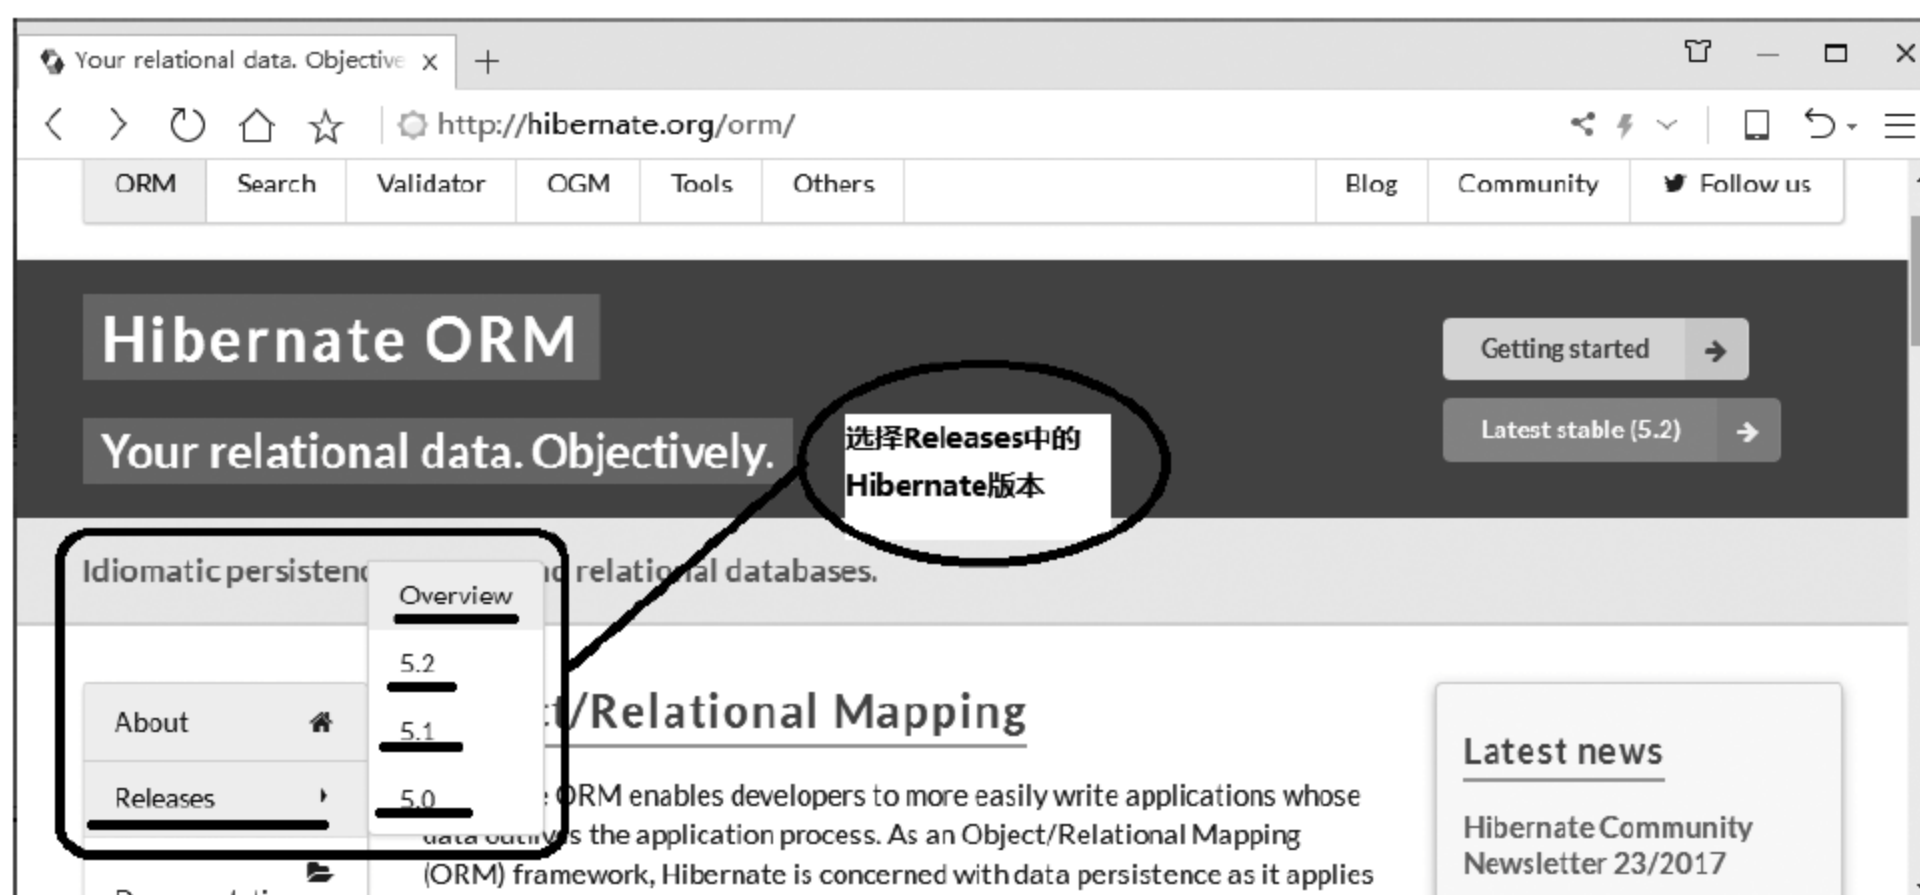 Your relational data. Objective
http://hibernate.org/orm/
ORM Search Validator OGM Tools Others Blog Community Follow us
Hibernate ORM
Getting started
Latest stable (5.2)
Your relational data. Objectively.
选择Releases中的
Hibernate版本
Idiomatic relational databases.
Overview
5.2
5.1
5.0
About
Releases
t/Relational Mapping
ORM enables developers to more easily write applications whose
data the application process. As an Object/Relational Mapping
(ORM) framework, Hibernate is concerned with data persistence as it applies
Latest news
Hibernate Community
Newsletter 23/2017